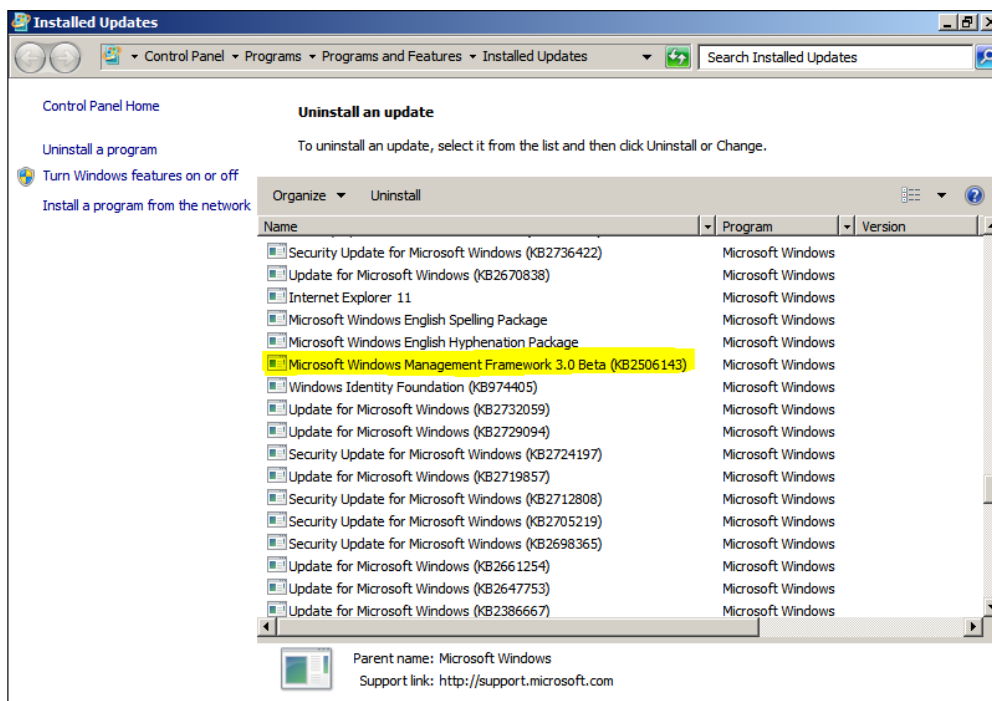 Installed Updates
Control Panel Programs Programs and Features Installed Updates
Search Installed Updates
Control Panel Home
Uninstall a program
Turn Windows features on or off
Install a program from the network
Uninstall an update
To uninstall an update, select it from the list and then click Uninstall or Change.
Organize Uninstall
Name Program Version
Security Update for Microsoft Windows (KB2736422) Microsoft Windows
Update for Microsoft Windows (KB2670838) Microsoft Windows
Internet Explorer 11 Microsoft Windows
Microsoft Windows English Spelling Package Microsoft Windows
Microsoft Windows English Hyphenation Package Microsoft Windows
Microsoft Windows Management Framework 3.0 Beta (KB2506143) Microsoft Windows
Windows Identity Foundation (KB974405) Microsoft Windows
Update for Microsoft Windows (KB2732059) Microsoft Windows
Update for Microsoft Windows (KB2729094) Microsoft Windows
Security Update for Microsoft Windows (KB2724197) Microsoft Windows
Update for Microsoft Windows (KB2719857) Microsoft Windows
Security Update for Microsoft Windows (KB2712808) Microsoft Windows
Security Update for Microsoft Windows (KB2705219) Microsoft Windows
Security Update for Microsoft Windows (KB2698365) Microsoft Windows
Update for Microsoft Windows (KB2661254) Microsoft Windows
Update for Microsoft Windows (KB2647753) Microsoft Windows
Update for Microsoft Windows (KB2386667) Microsoft Windows
Parent name: Microsoft Windows
Support link: http://support.microsoft.com